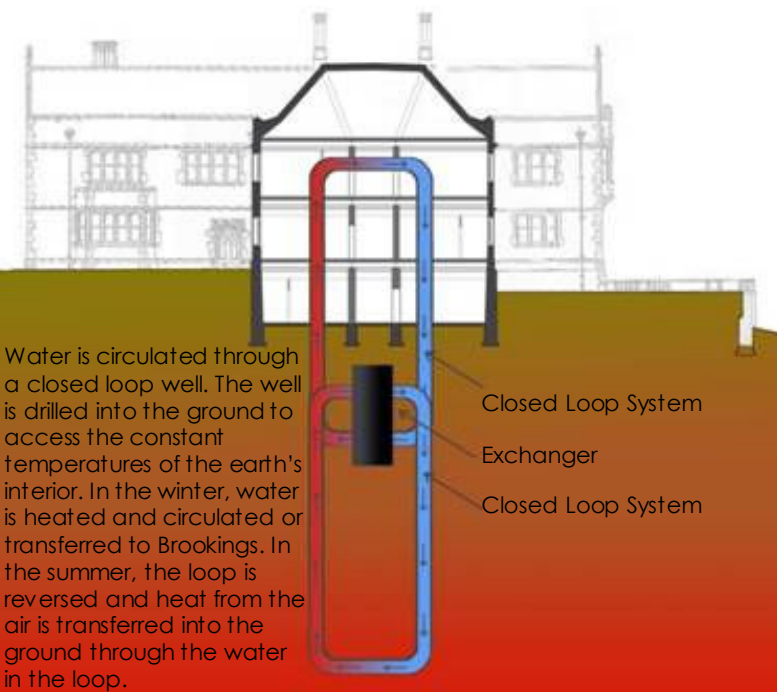 Water is circulated through
a closed loop well. The well
is drilled into the ground to
access the constant
temperatures of the earth's
interior. In the winter, water
is heated and circulated or
transferred to Brookings. In
the summer, the loop is
reversed and heat from the
air is transferred into the
ground through the water
in the loop.
Closed Loop System
Exchanger
Closed Loop System